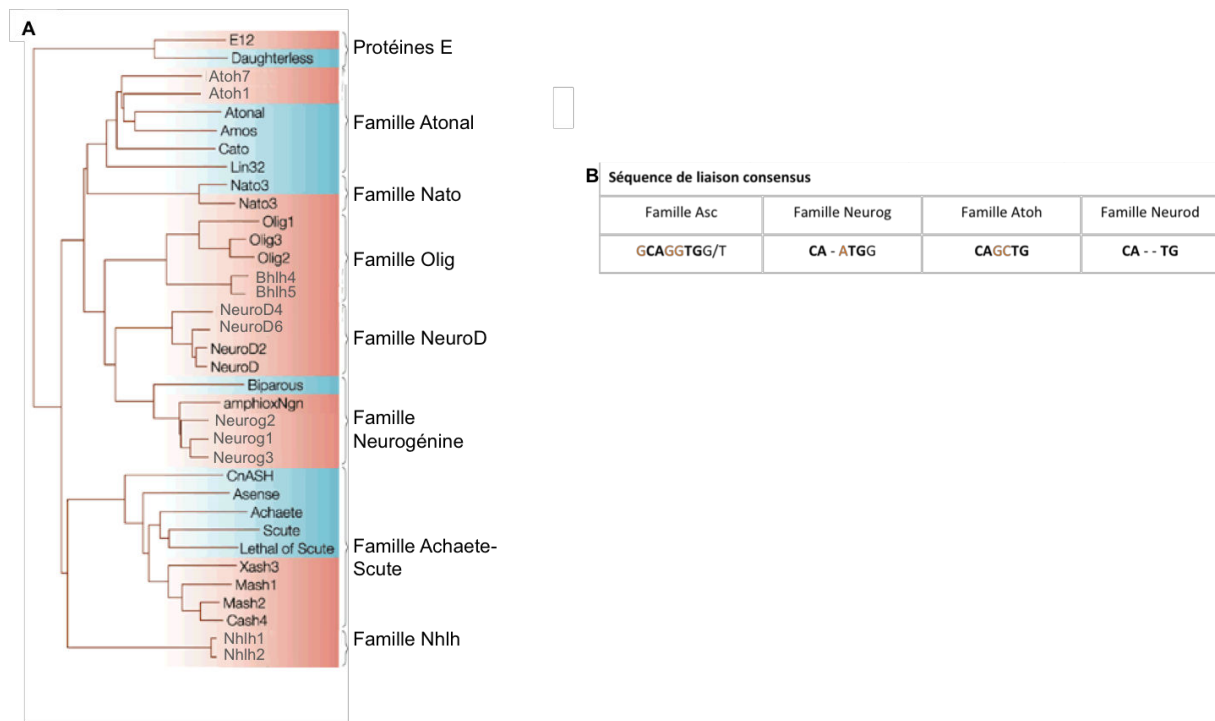 A
E12
Daughterless
Protéines E
Atoh7
Atoh1
Atonal
Amos
Cato
Lin32
Famille Atonal
Nato3
Nato3
Famille Nato
Olig1
Olig3
Olig2
Bhlh4
Bhlh5
Famille Olig
NeuroD4
NeuroD6
NeuroD2
NeuroD
Famille NeuroD
Biparous
amphioxNgn
Neurog2
Neurog1
Neurog3
Famille
Neurogénine
CnASH
Asense
Achaete
Scute
Lethal of Scute
Xash3
Mash1
Mash2
Cash4
Famille Achaete-
Scute
Nhlh1
Nhlh2
Famille Nhlh
B Séquence de liaison consensus
Famille Asc Famille Neurog Famille Atoh Famille Neurod
GCAGGTGG/T CA - ATGG CAGCTG CA - - TG